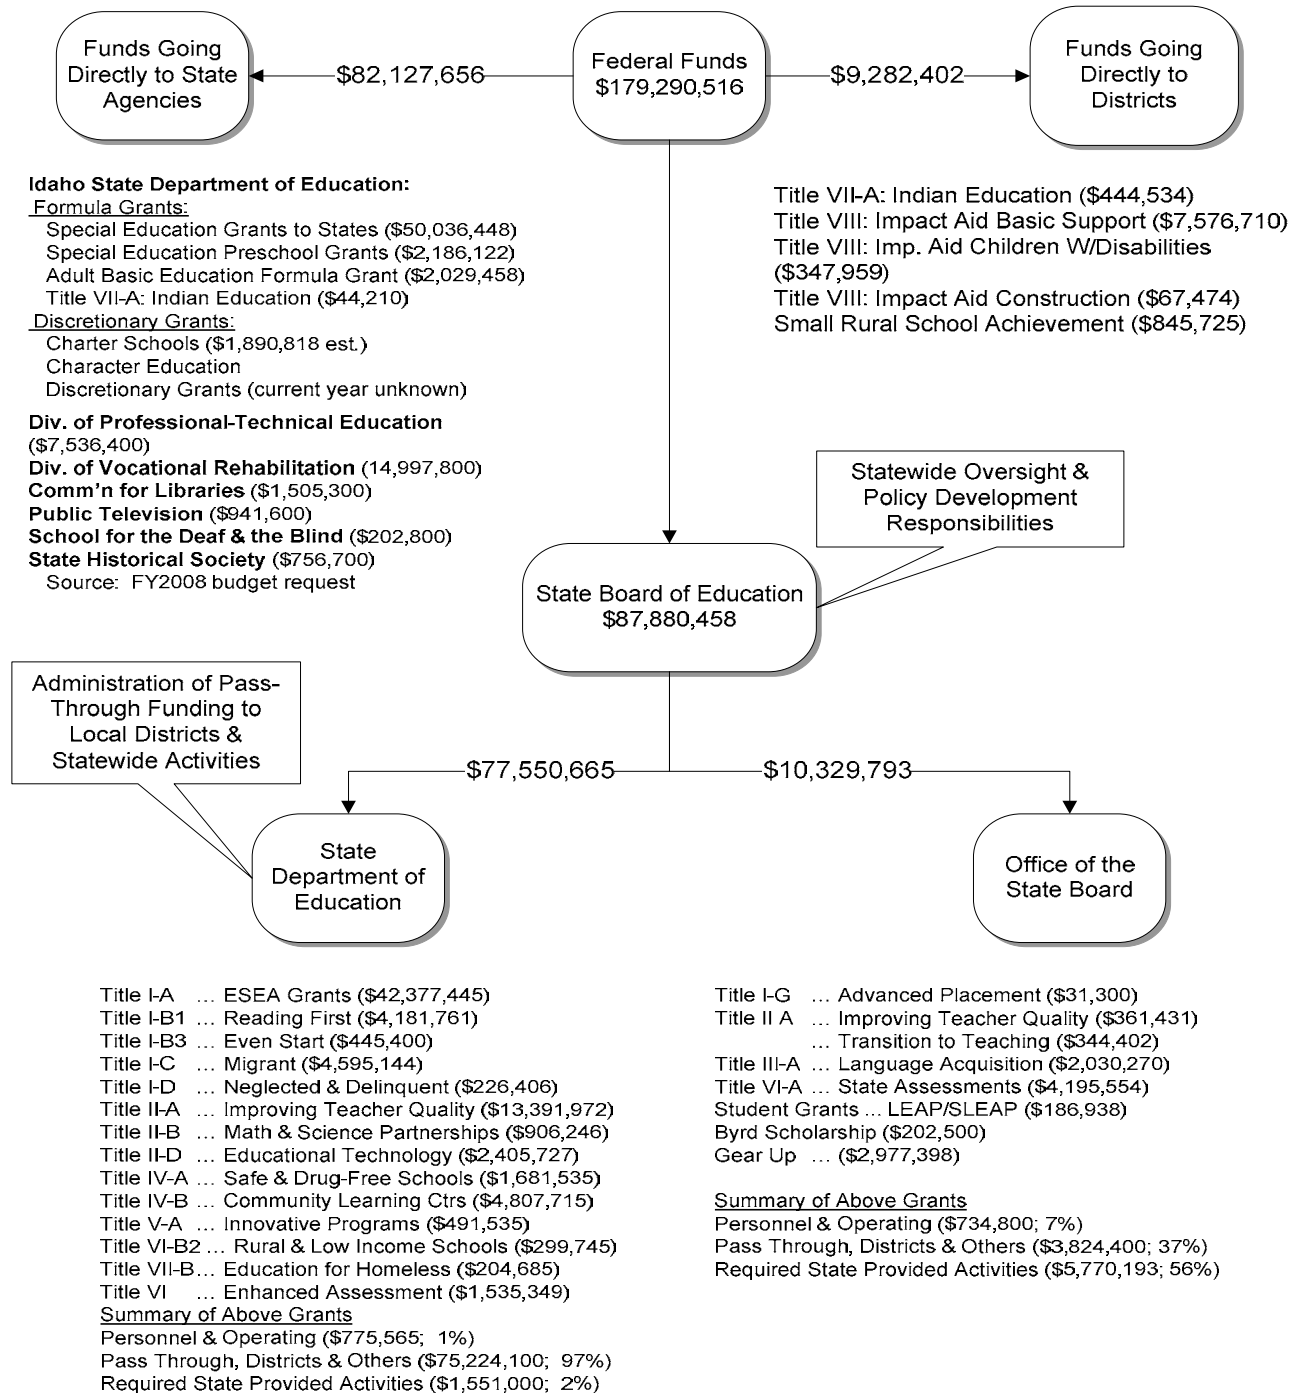 Funds Going
Directly to State
Agencies
$82,127,656
Federal Funds
$179,290,516
$9,282,402
Funds Going
Directly to
Districts
Idaho State Department of Education:
Formula Grants:
Special Education Grants to States ($50,036,448)
Special Education Preschool Grants ($2,186,122)
Adult Basic Education Formula Grant ($2,029,458)
Title VII-A: Indian Education ($44,210)
Discretionary Grants:
Charter Schools ($1,890,818 est.)
Character Education
Discretionary Grants (current year unknown)
Div. of Professional-Technical Education
($7,536,400)
Div. of Vocational Rehabilitation (14,997,800)
Comm'n for Libraries ($1,505,300)
Public Television ($941,600)
School for the Deaf & the Blind ($202,800)
State Historical Society ($756,700)
Source: FY2008 budget request
Title VII-A: Indian Education ($444,534)
Title VIII: Impact Aid Basic Support ($7,576,710)
Title VIII: Imp. Aid Children W/Disabilities
($347,959)
Title VIII: Impact Aid Construction ($67,474)
Small Rural School Achievement ($845,725)
Statewide Oversight &
Policy Development
Responsibilities
State Board of Education
$87,880,458
Administration of Pass-
Through Funding to
Local Districts &
Statewide Activities
$77,550,665
$10,329,793
State
Department of
Education
Office of the
State Board
Title I-A ... ESEA Grants ($42,377,445)
Title I-B1 ... Reading First ($4,181,761)
Title I-B3 ... Even Start ($445,400)
Title I-C ... Migrant ($4,595,144)
Title I-D ... Neglected & Delinquent ($226,406)
Title II-A ... Improving Teacher Quality ($13,391,972)
Title II-B ... Math & Science Partnerships ($906,246)
Title II-D ... Educational Technology ($2,405,727)
Title IV-A ... Safe & Drug-Free Schools ($1,681,535)
Title IV-B ... Community Learning Ctrs ($4,807,715)
Title V-A ... Innovative Programs ($491,535)
Title VI-B2 ... Rural & Low Income Schools ($299,745)
Title VII-B... Education for Homeless ($204,685)
Title VI ... Enhanced Assessment ($1,535,349)
Summary of Above Grants
Personnel & Operating ($775,565; 1%)
Pass Through, Districts & Others ($75,224,100; 97%)
Required State Provided Activities ($1,551,000; 2%)
Title I-G ... Advanced Placement ($31,300)
Title II A ... Improving Teacher Quality ($361,431)
... Transition to Teaching ($344,402)
Title III-A ... Language Acquisition ($2,030,270)
Title VI-A ... State Assessments ($4,195,554)
Student Grants ... LEAP/SLEAP ($186,938)
Byrd Scholarship ($202,500)
Gear Up ... ($2,977,398)
Summary of Above Grants
Personnel & Operating ($734,800; 7%)
Pass Through, Districts & Others ($3,824,400; 37%)
Required State Provided Activities ($5,770,193; 56%)